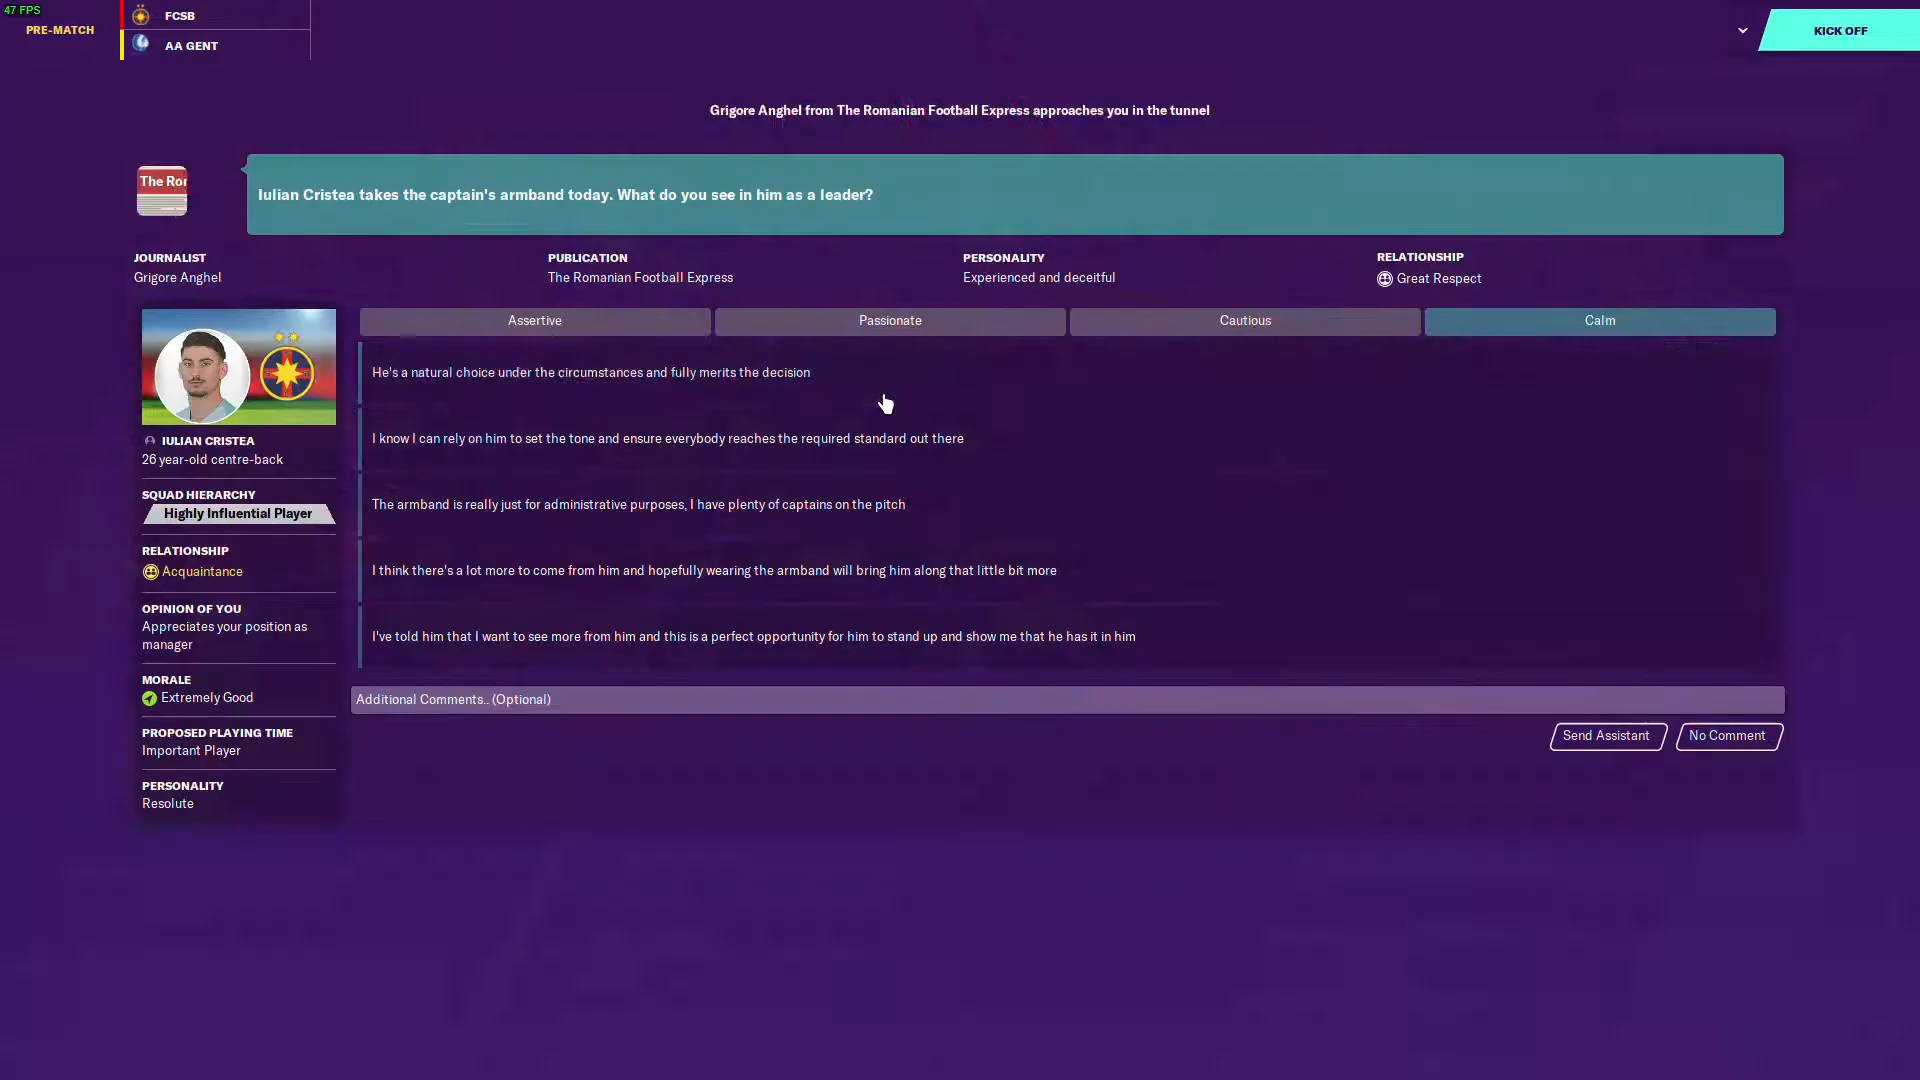 47 FPS
PRE-MATCH
FCSB
AA GENT
KICK OFF
Grigore Anghel from The Romanian Football Express approaches you in the tunnel
The Ror
Iulian Cristea takes the captain's armband today. What do you see in him as a leader?
JOURNALIST
Grigore Anghel
PUBLICATION
The Romanian Football Express
PERSONALITY
Experienced and deceitful
RELATIONSHIP
Great Respect
Assertive
Passionate
Cautious
Calm
He's a natural choice under the circumstances and fully merits the decision
I know I can rely on him to set the tone and ensure everybody reaches the required standard out there
The armband is really just for administrative purposes, I have plenty of captains on the pitch
I think there's a lot more to come from him and hopefully wearing the armband will bring him along that little bit more
I've told him that I want to see more from him and this is a perfect opportunity for him to stand up and show me that he has it in him
IULIAN CRISTEA
26 year-old centre-back
SQUAD HIERARCHY
Highly Influential Player
RELATIONSHIP
Acquaintance
OPINION OF YOU
Appreciates your position as
manager
MORALE
Extremely Good
PROPOSED PLAYING TIME
Important Player
PERSONALITY
Resolute
Additional Comments.. (Optional)
Send Assistant
No Comment